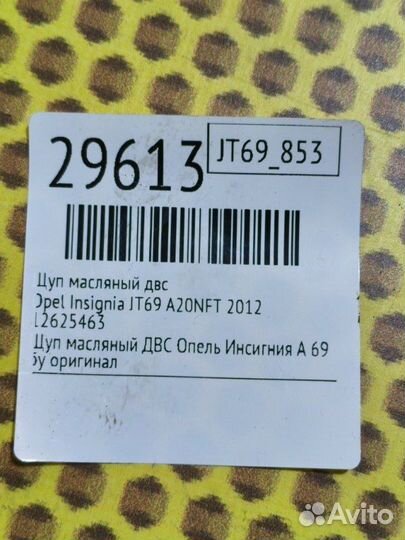 29613
JT69_853
Щуп масляный двс
Opel Insignia JT69 A20NFT 2012
12625463
Щуп масляный ДВС Опель Инсигния А 69
бу оригинал
Avito